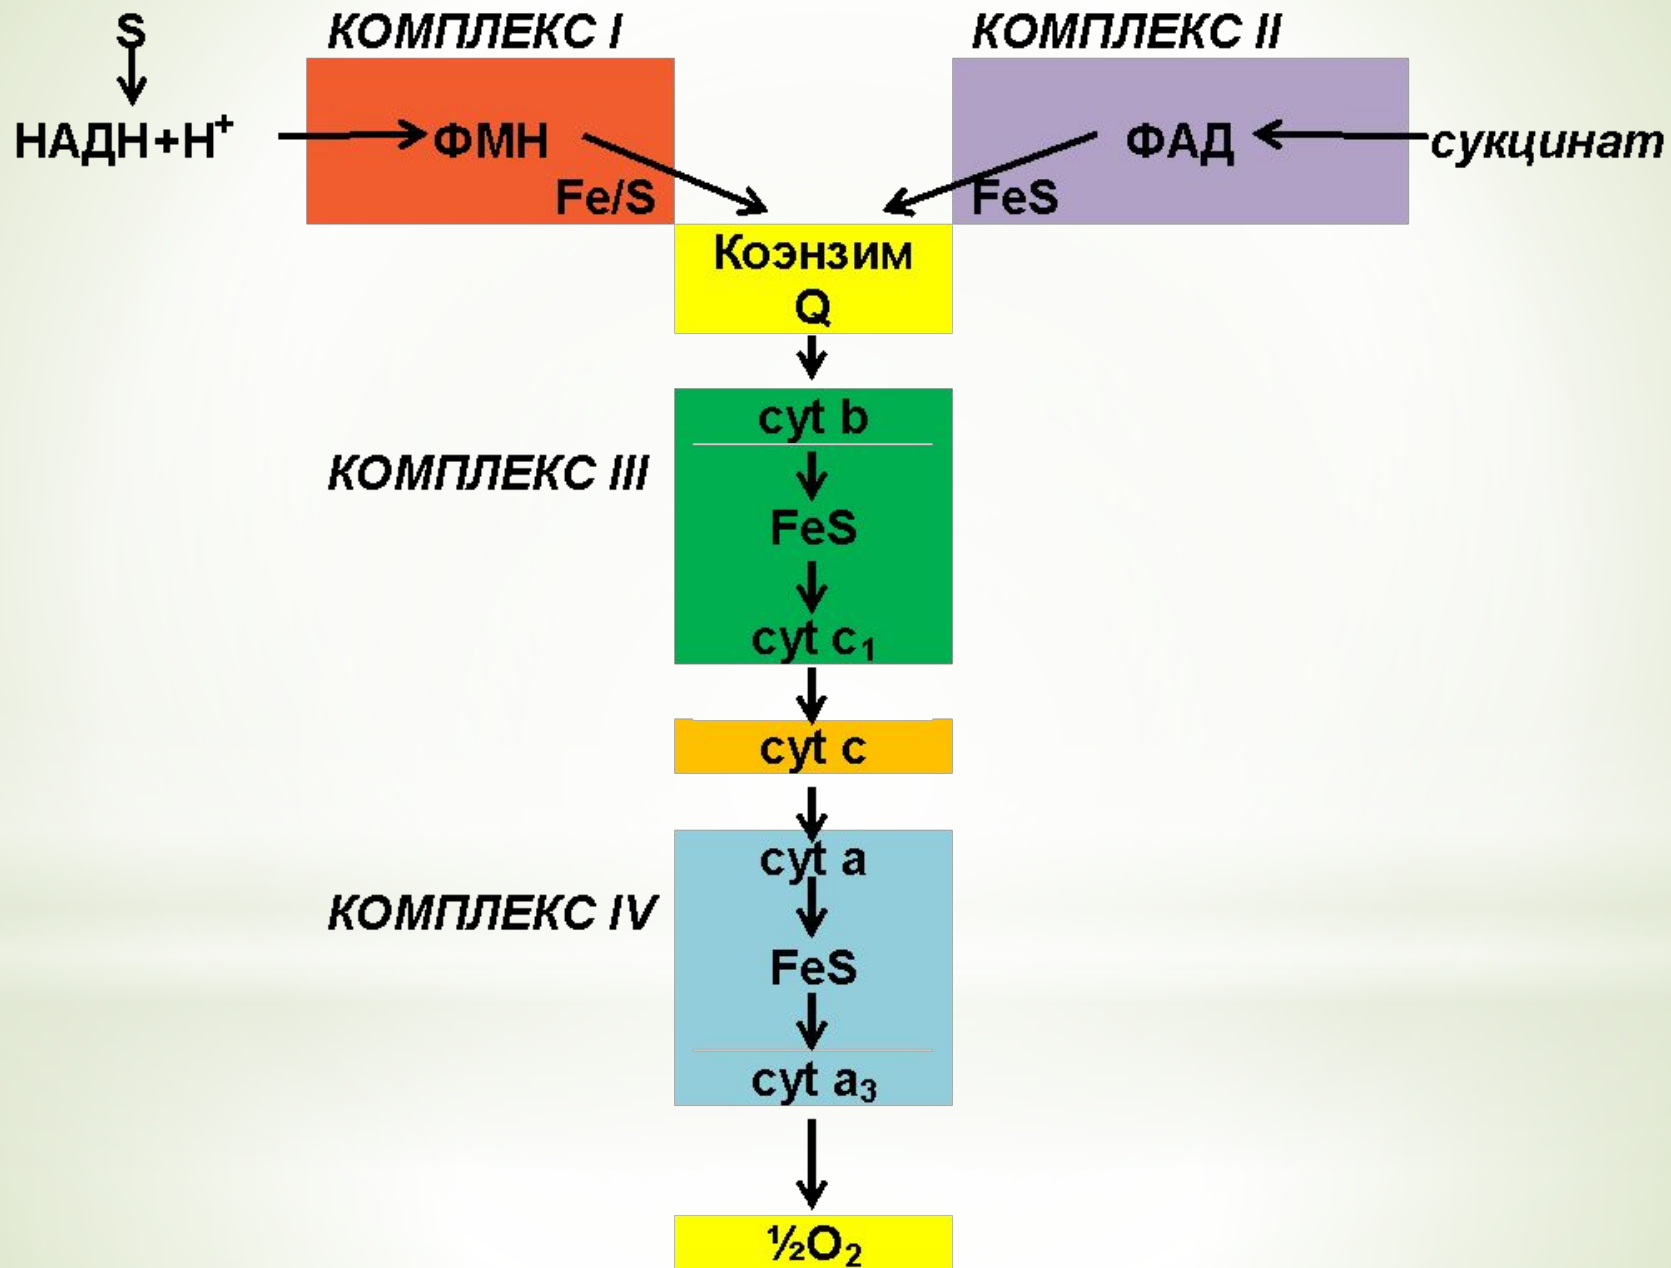 S
КОМПЛЕКС I
КОМПЛЕКС II
НАДН+Н⁺
ФМН
ФАД
сукцинат
Fe/S
FeS
Коэнзим
Q
cyt b
КОМПЛЕКС III
FeS
cyt c₁
cyt c
cyt a
КОМПЛЕКС IV
FeS
cyt a₃
½O₂